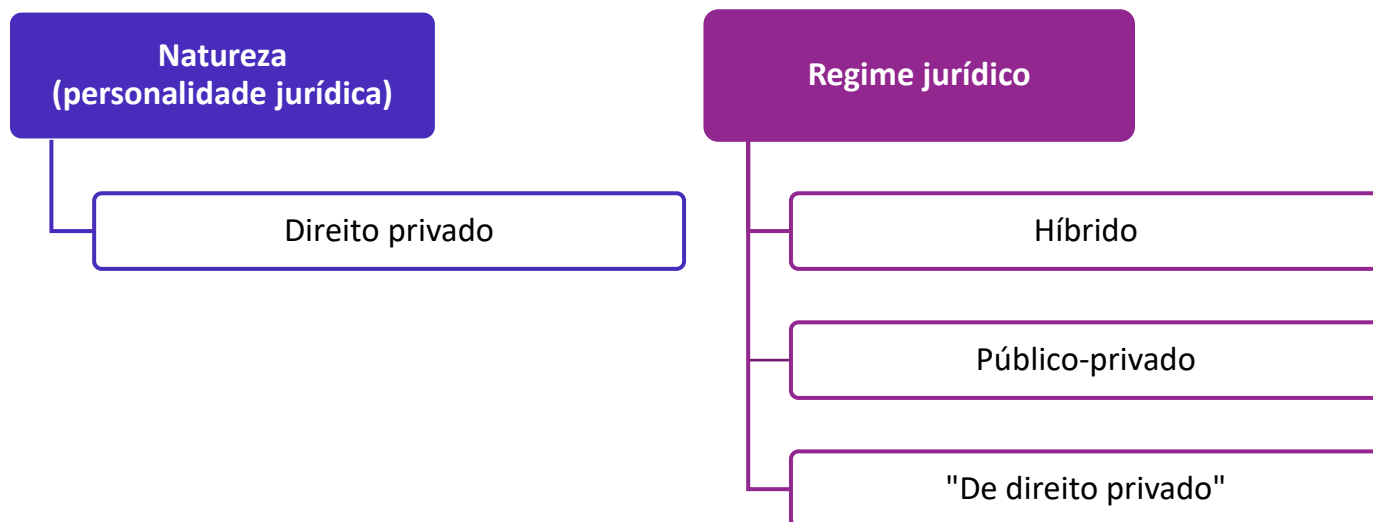 Natureza
(personalidade jurídica)
Direito privado
Regime jurídico
Híbrido
Público-privado
"De direito privado"